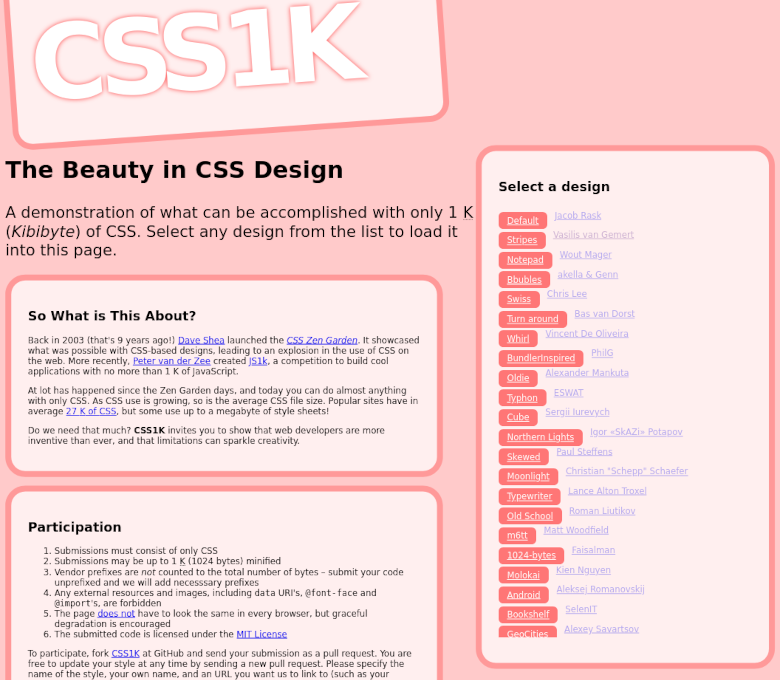 CSS1K
The Beauty in CSS Design
A demonstration of what can be accomplished with only 1 K
(Kibibyte) of CSS. Select any design from the list to load it
into this page.
So What is This About?
Back in 2003 (that's 9 years ago!) Dave Shea launched the CSS Zen Garden. It showcased
what was possible with CSS-based designs, leading to an explosion in the use of CSS on
the web. More recently, Peter van der Zee created JS1k, a competition to build cool
applications with no more than 1 K of JavaScript.
At lot has happened since the Zen Garden days, and today you can do almost anything
with only CSS. As CSS use is growing, so is the average CSS file size. Popular sites have in
average 27 K of CSS, but some use up to a megabyte of style sheets!
Do we need that much? CSS1K invites you to show that web developers are more
inventive than ever, and that limitations can sparkle creativity.
Participation
1. Submissions must consist of only CSS
2. Submissions may be up to 1 K (1024 bytes) minified
3. Vendor prefixes are not counted to the number of bytes – submit your code
unprefixed and we will add necesssary prefixes
4. Any external resources and images, including data URI's, @font-face and
@import's, are forbidden
5. The page does not have to look the same in every browser, but graceful
degradation is encouraged
6. The submitted code is licensed under the MIT License
To participate, fork CSS1K at GitHub and send your submission as a pull request. You are
free to update your style at any time by sending a new pull request. Please specify the
name of the style, your own name, and an URL you want us to link to (such as your
Select a design
Default Jacob Rask
Stripes Vasilis van Gemert
Notepad Wout Mager
Bbubles akella & Genn
Swiss Chris Lee
Turn around Bas van Dorst
Whirl Vincent De Oliveira
BundlerInspired PhilG
Oldie Alexander Mankuta
Typhon ESWAT
Cube Sergii Iurevych
Northern Lights Igor «SkAZi» Potapov
Skewed Paul Steffens
Moonlight Christian "Schepp" Schaefer
Typewriter Lance Alton Troxel
Old School Roman Liutikov
m6tt Matt Woodfield
1024-bytes Faisalman
Molokai Kien Nguyen
Android Aleksej Romanovskij
Bookshelf SelenIT
GeoCities Alexey Savartsov